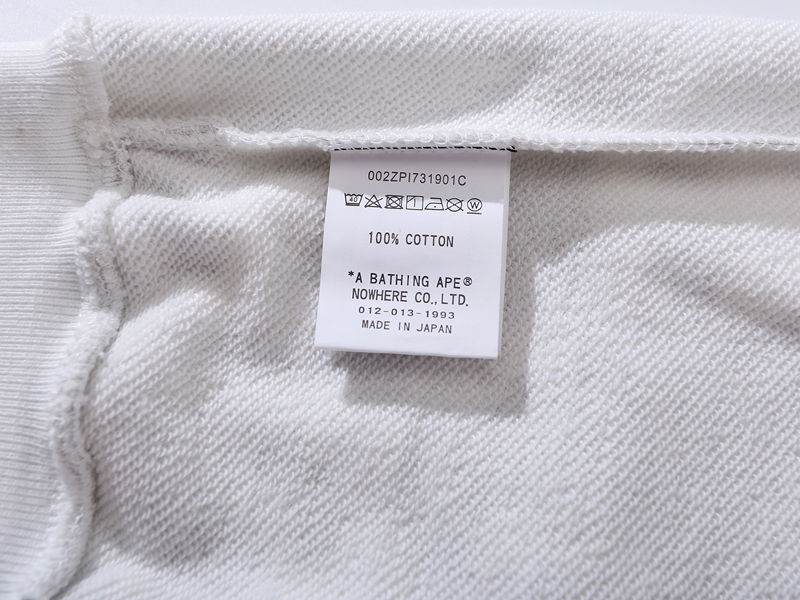 002ZPI731901C
100% COTTON
*A BATHING APE®
NOWHERE CO.,LTD.
012-013-1993
MADE IN JAPAN